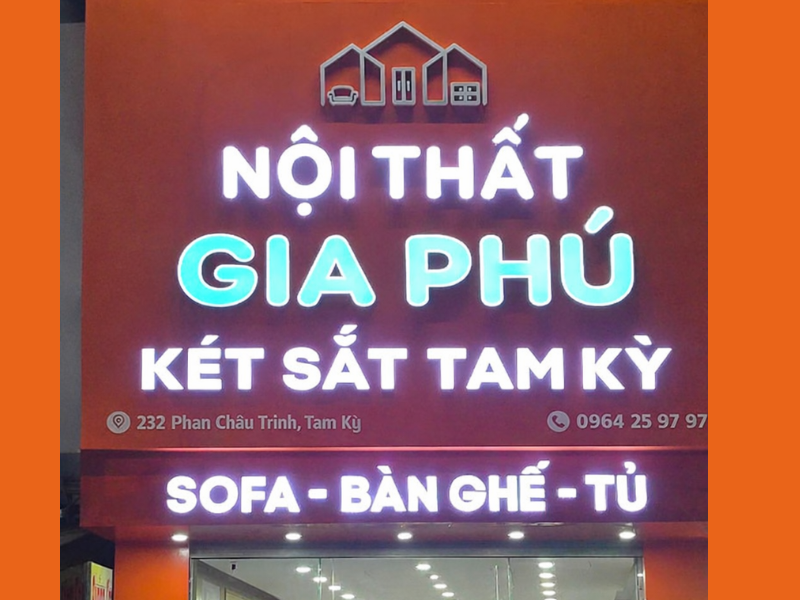 NỘI THẤT
GIA PHÚ
KÉT SẮT TAM KỲ
232 Phan Châu Trinh, Tam Kỳ
0964 25 97 97
SOFA - BÀN GHẾ - TỦ